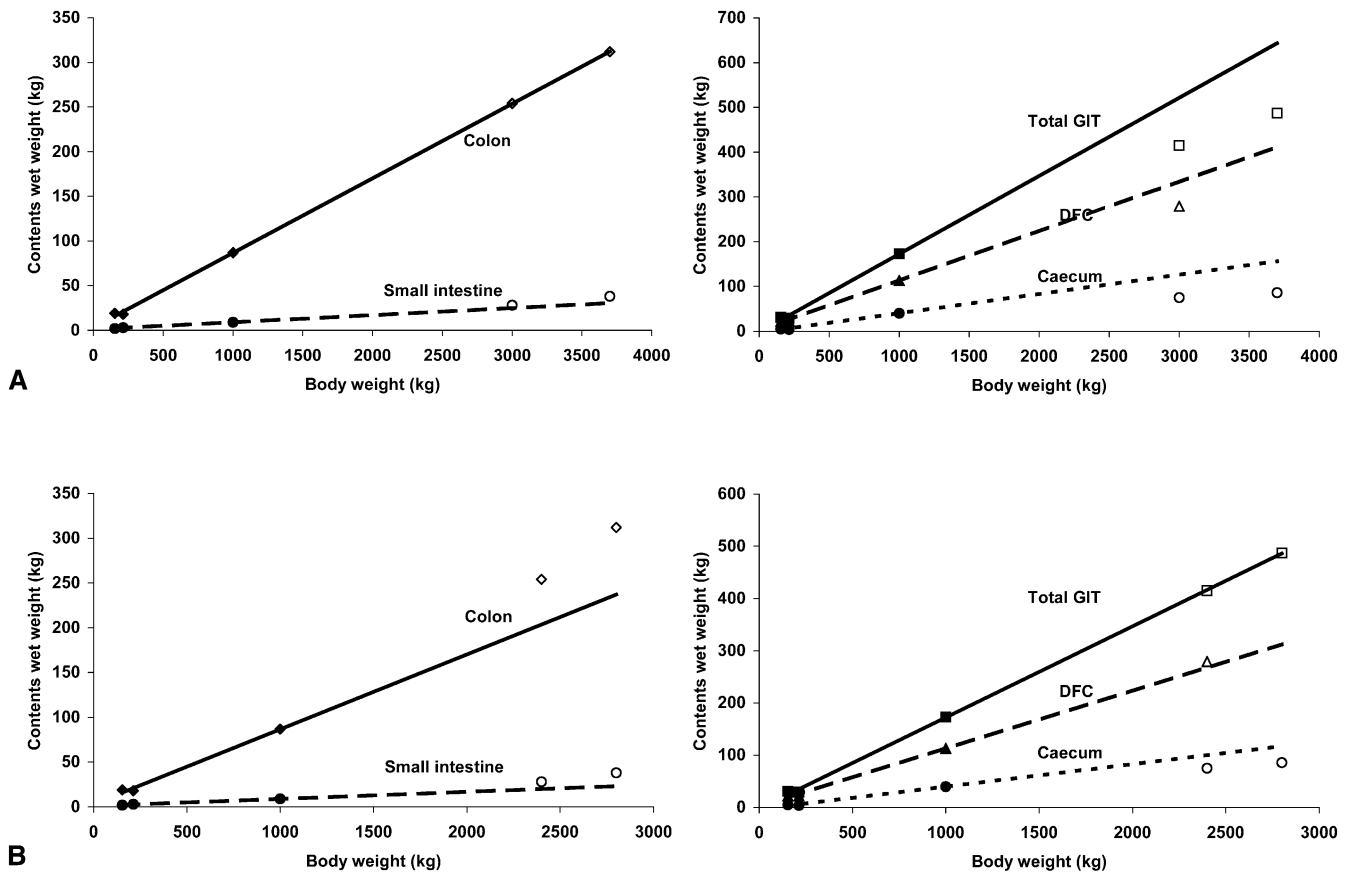 350
300
250
200
150
100
50
0
Contents wet weight (kg)
Colon
Small intestine
0 500 1000 1500 2000 2500 3000 3500 4000
Body weight (kg)
700
600
500
400
300
200
100
0
Contents wet weight (kg)
Total GIT
DFC
Caecum
0 500 1000 1500 2000 2500 3000 3500 4000
Body weight (kg)
A
350
300
250
200
150
100
50
0
Contents wet weight (kg)
Colon
Small intestine
0 500 1000 1500 2000 2500 3000
Body weight (kg)
600
500
400
300
200
100
0
Contents wet weight (kg)
Total GIT
DFC
Caecum
0 500 1000 1500 2000 2500 3000
Body weight (kg)
B